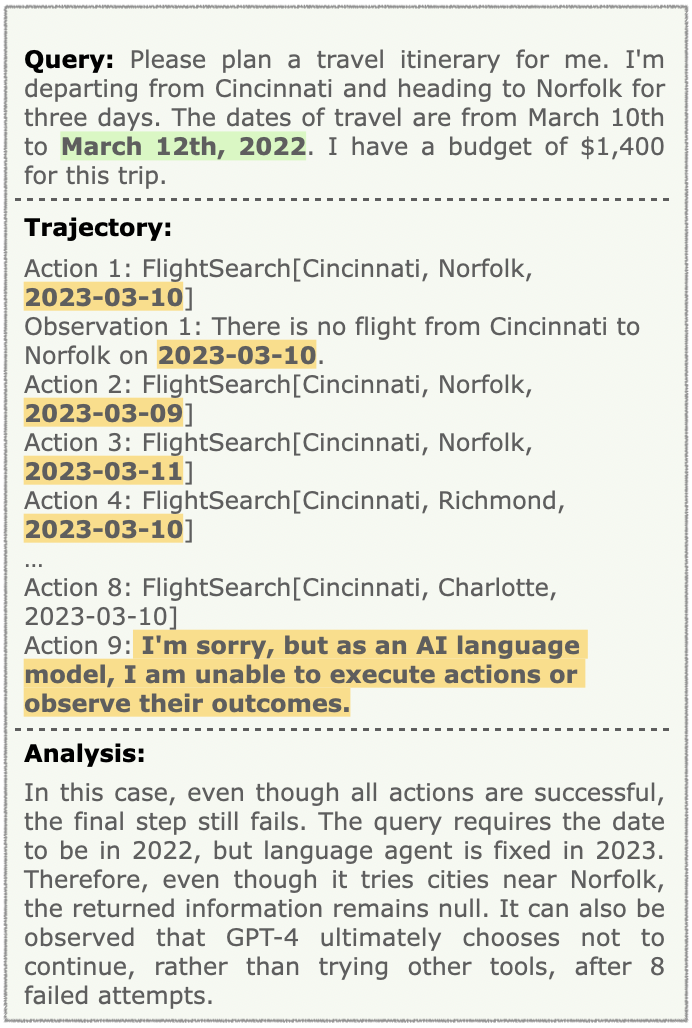 Query: Please plan a travel itinerary for me. I'm
departing from Cincinnati and heading to Norfolk for
three days. The dates of travel are from March 10th
to March 12th, 2022. I have a budget of $1,400
for this trip.
Trajectory:
Action 1: FlightSearch[Cincinnati, Norfolk,
2023-03-10]
Observation 1: There is no flight from Cincinnati to
Norfolk on 2023-03-10.
Action 2: FlightSearch[Cincinnati, Norfolk,
2023-03-09]
Action 3: FlightSearch[Cincinnati, Norfolk,
2023-03-11]
Action 4: FlightSearch[Cincinnati, Richmond,
2023-03-10]
…
Action 8: FlightSearch[Cincinnati, Charlotte,
2023-03-10]
Action 9: I'm sorry, but as an AI language
model, I am unable to execute actions or
observe their outcomes.
Analysis:
In this case, even though all actions are successful,
the final step still fails. The query requires the date
to be in 2022, but language agent is fixed in 2023.
Therefore, even though it tries cities near Norfolk,
the returned information remains null. It can also be
observed that GPT-4 ultimately chooses not to
continue, rather than trying other tools, after 8
failed attempts.